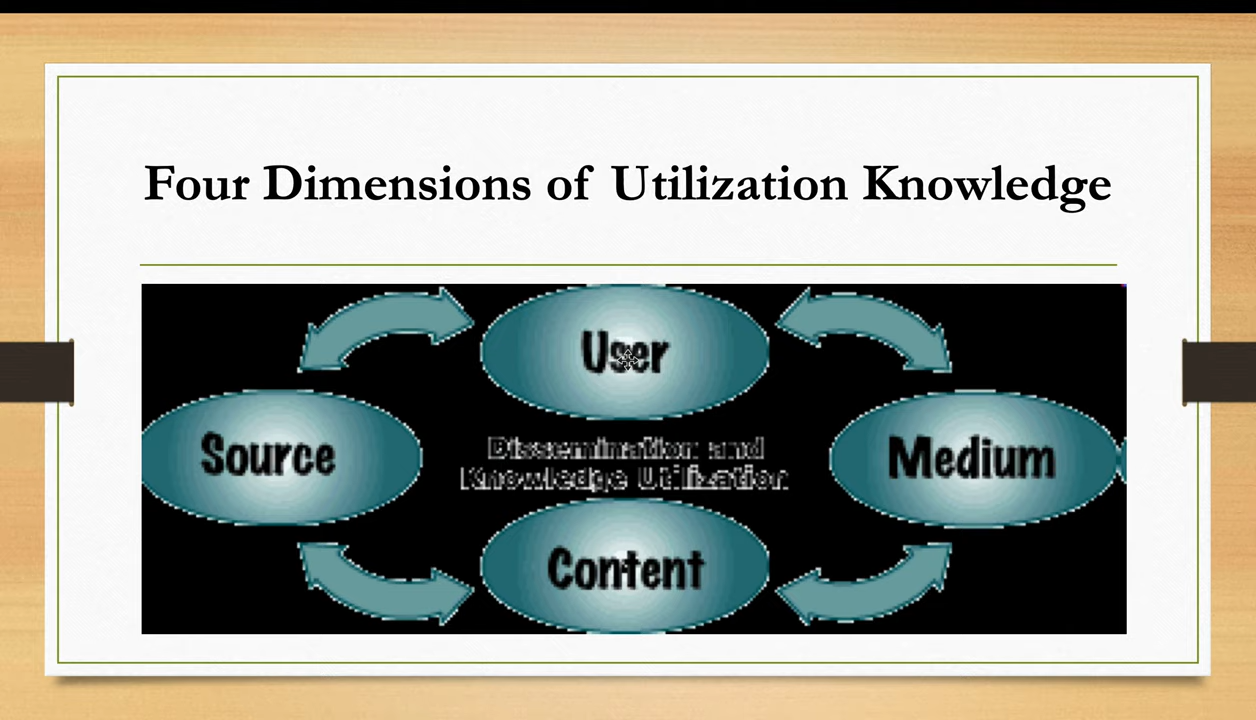 Four Dimensions of Utilization Knowledge
User
Source
Dissemination and
Knowledge Utilization
Medium
Content